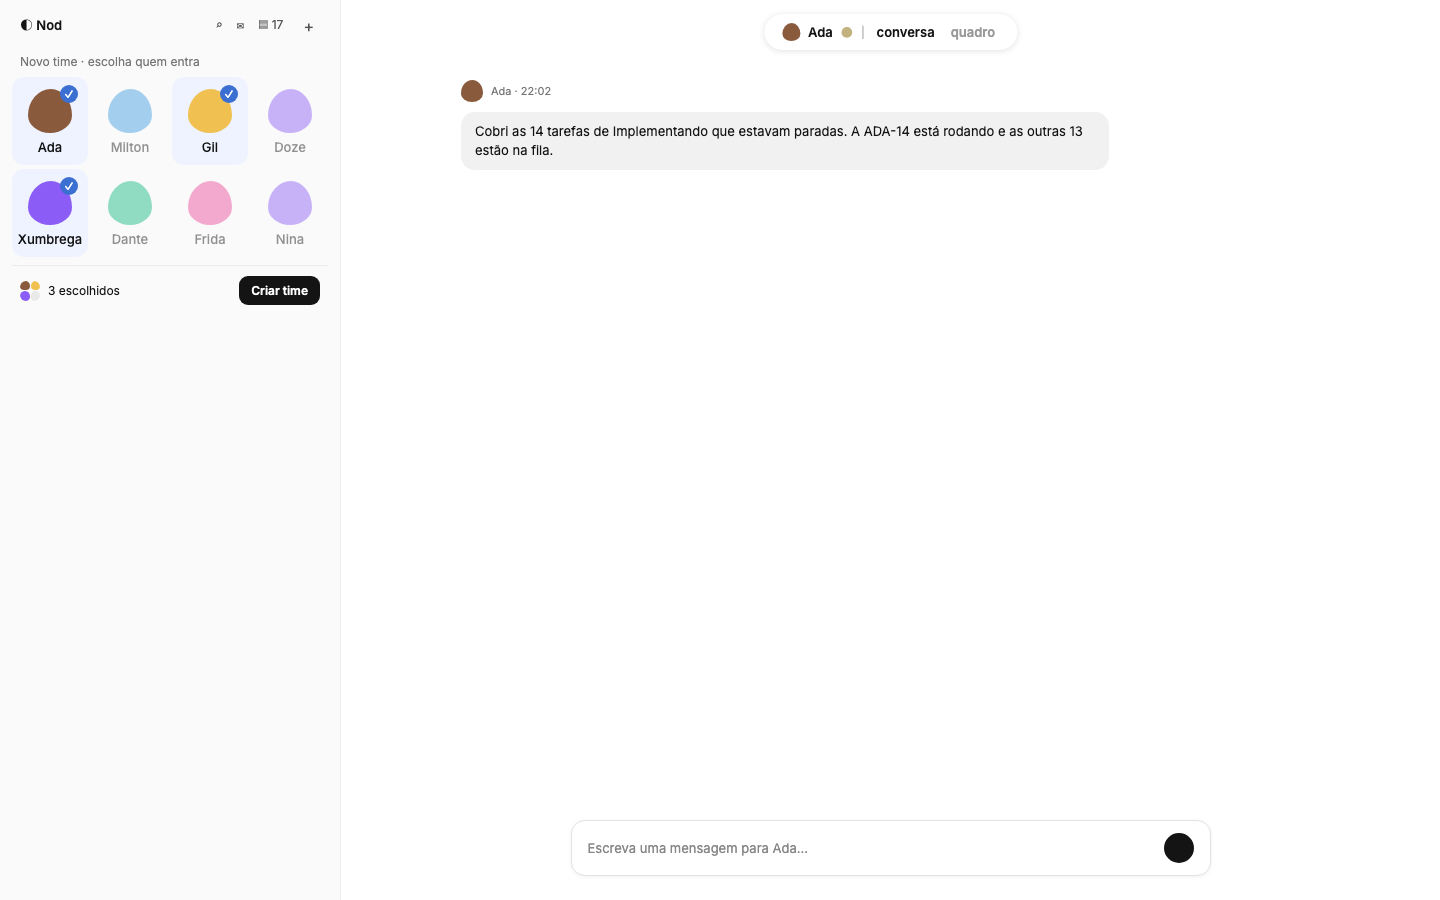 Nod
17
+
Novo time · escolha quem entra
Ada
Milton
Gil
Doze
Xumbrega
Dante
Frida
Nina
3 escolhidos
Criar time
Ada
conversa
quadro
Ada · 22:02
Cobri as 14 tarefas de Implementando que estavam paradas. A ADA-14 está rodando e as outras 13
estão na fila.
Escreva uma mensagem para Ada...